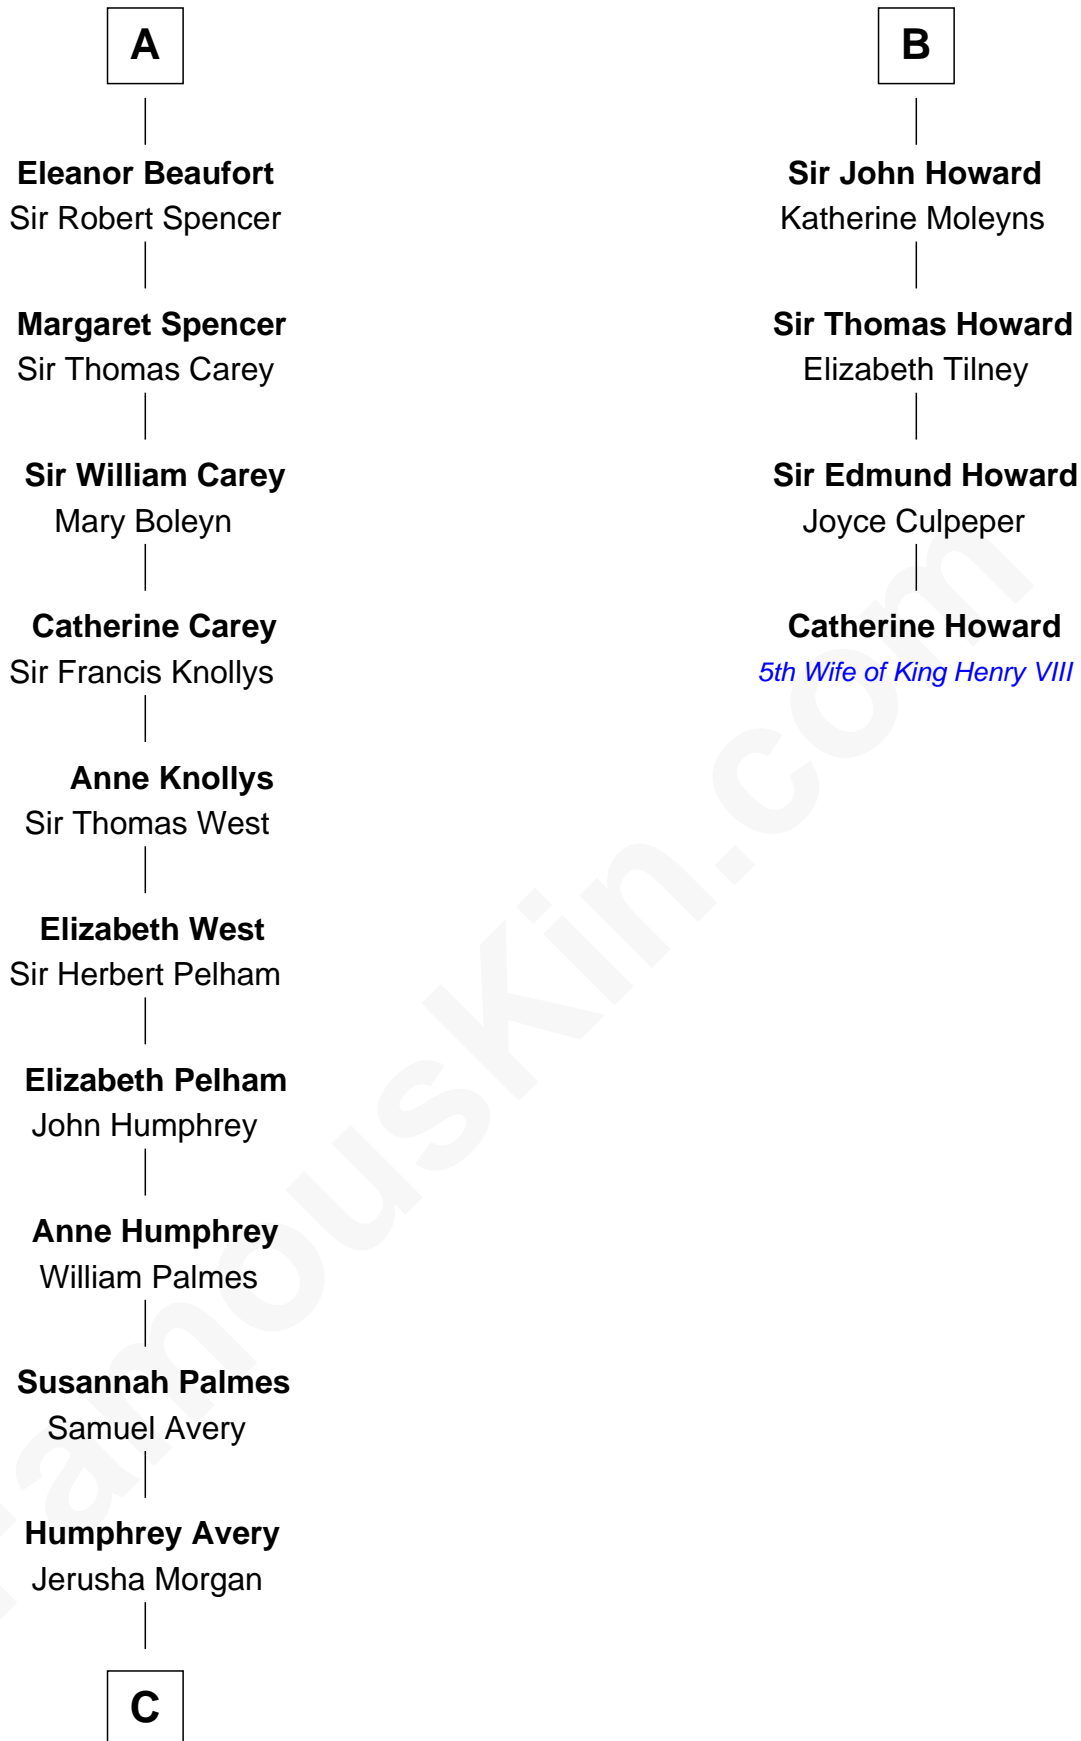 A
Eleanor Beaufort
Sir Robert Spencer
Margaret Spencer
Sir Thomas Carey
Sir William Carey
Mary Boleyn
Catherine Carey
Sir Francis Knollys
Anne Knollys
Sir Thomas West
Elizabeth West
Sir Herbert Pelham
Elizabeth Pelham
John Humphrey
Anne Humphrey
William Palmes
Susannah Palmes
Samuel Avery
Humphrey Avery
Jerusha Morgan
C
B
Sir John Howard
Katherine Moleyns
Sir Thomas Howard
Elizabeth Tilney
Sir Edmund Howard
Joyce Culpeper
Catherine Howard
5th Wife of King Henry VIII
FamousKin.com